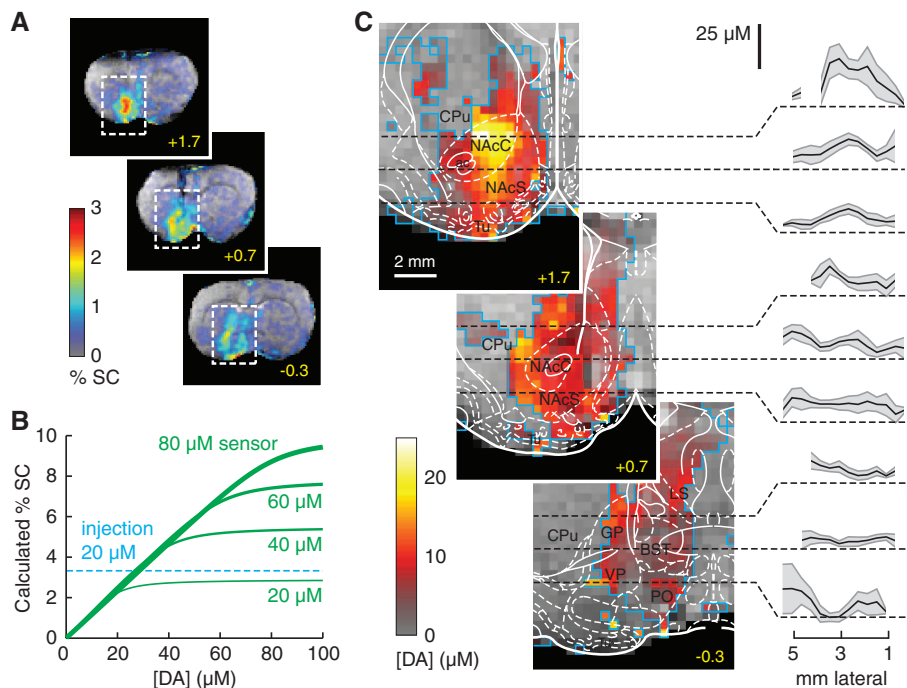 A
+1.7
+0.7
-0.3
3
2
1
0
% SC
B
Calculated % SC
10
8
6
4
2
0
80 µM sensor
60 µM
40 µM
20 µM
injection
20 µM
0 20 40 60 80 100
[DA] (µM)
C
CPu
NAcC
ac
NAcS
Tu
2 mm
+1.7
CPu
NAcC
NAcS
Tu
+0.7
LS
GP
CPu
BST
VP
PO
-0.3
20
10
0
[DA] (µM)
25 µM
5 3 1
mm lateral